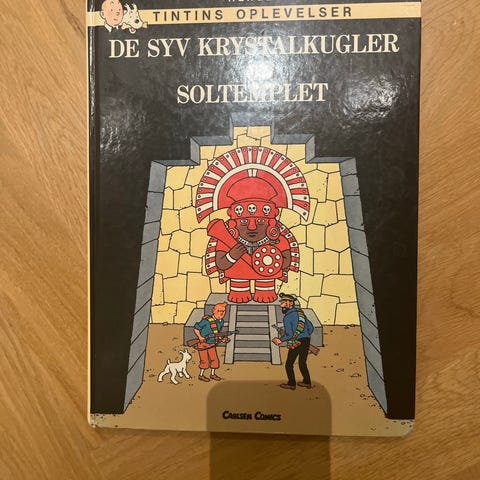 TINTINS OPLEVELSER
DE SYV KRYSTALKUGLER
SOLTEMPLET
CARLSEN COMICS